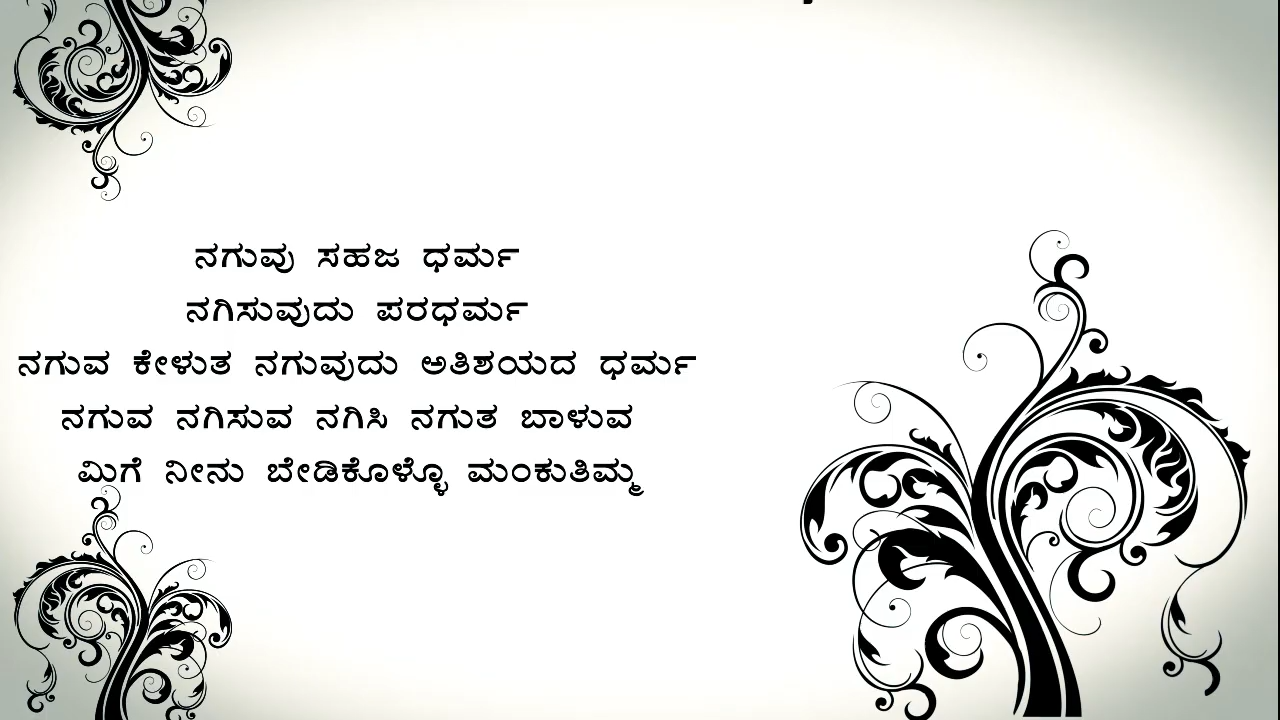 ನಗುವು ಸಹಜ ಧರ್ಮ
ನಗಿಸುವುದು ಪರಧರ್ಮ
ನಗುವ ಕೇಳುತ ನಗುವುದು ಅತಿಶಯದ ಧರ್ಮ
ನಗುವ ನಗಿಸುವ ನಗಿಸಿ ನಗುತ ಬಾಳುವ
ಮಿಗೆ ನೀನು ಬೇಡಿಕೊಳ್ಳೊ ಮಂಕುತಿಮ್ಮ